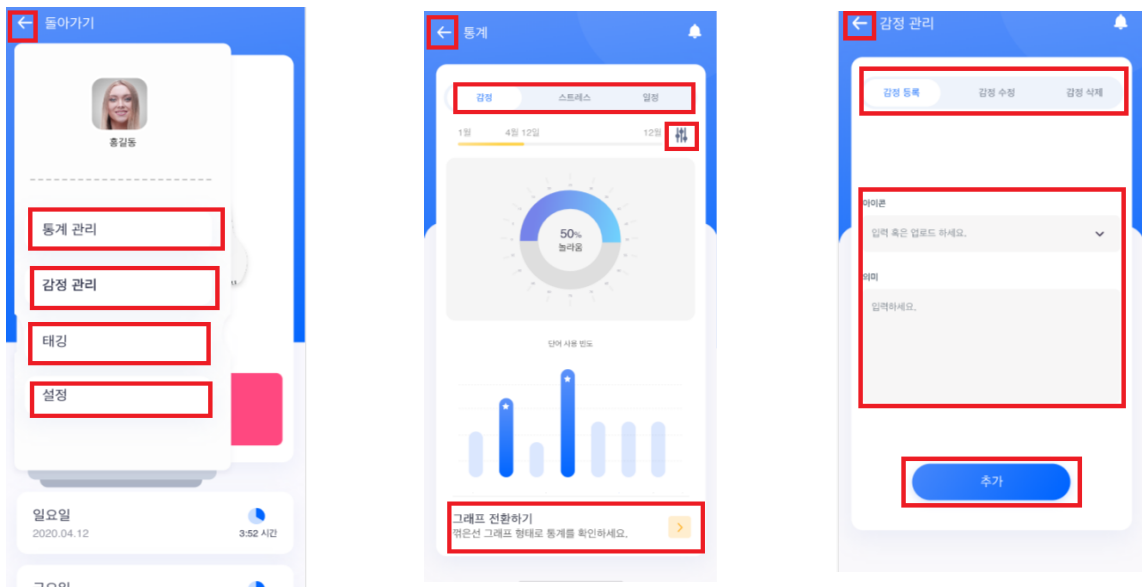 돌아가기
홍길동
통계 관리
감정 관리
태깅
설정
일요일
2020.04.12
3:52 시간
통계
감정
스트레스
일정
1월
4월 12일
12월
50%
놀라움
단어 사용 빈도
그래프 전환하기
꺾은선 그래프 형태로 통계를 확인하세요.
감정 관리
감정 등록
감정 수정
감정 삭제
아이콘
입력 혹은 업로드 하세요.
의미
입력하세요.
추가